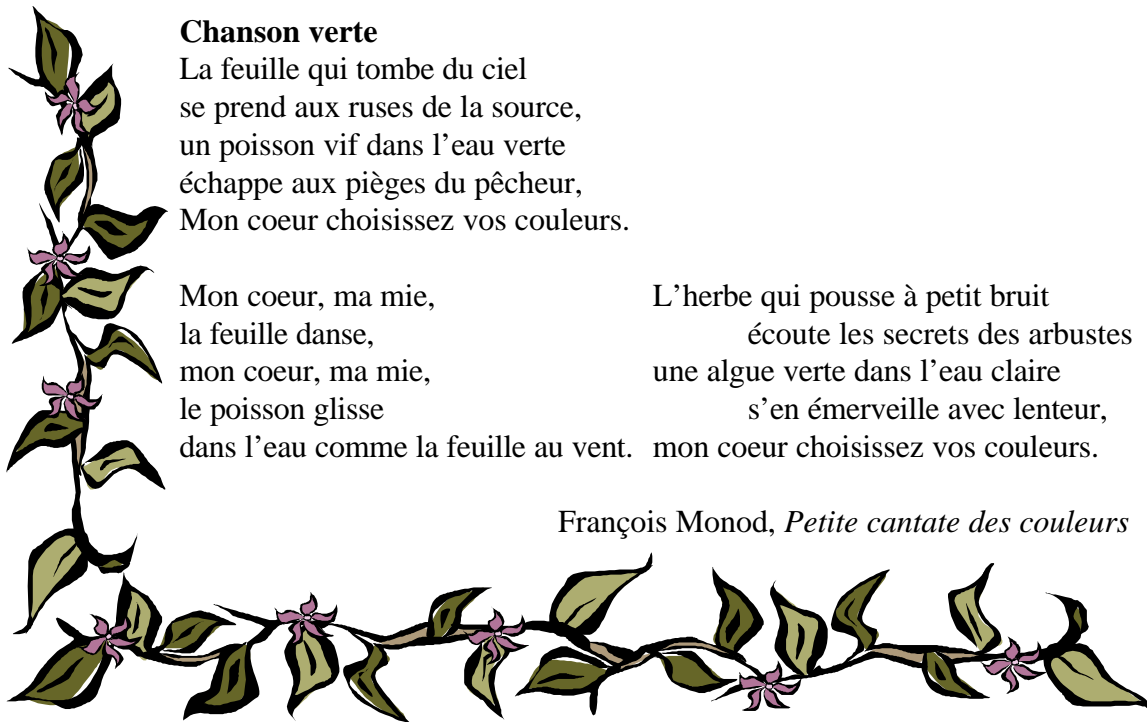 Chanson verte
La feuille qui tombe du ciel
se prend aux ruses de la source,
un poisson vif dans l’eau verte
échappe aux pièges du pêcheur,
Mon coeur choisissez vos couleurs.
Mon coeur, ma mie,
la feuille danse,
mon coeur, ma mie,
le poisson glisse
dans l’eau comme la feuille au vent.
L’herbe qui pousse à petit bruit
écoute les secrets des arbustes
une algue verte dans l’eau claire
s’en émerveille avec lenteur,
mon coeur choisissez vos couleurs.
François Monod, Petite cantate des couleurs